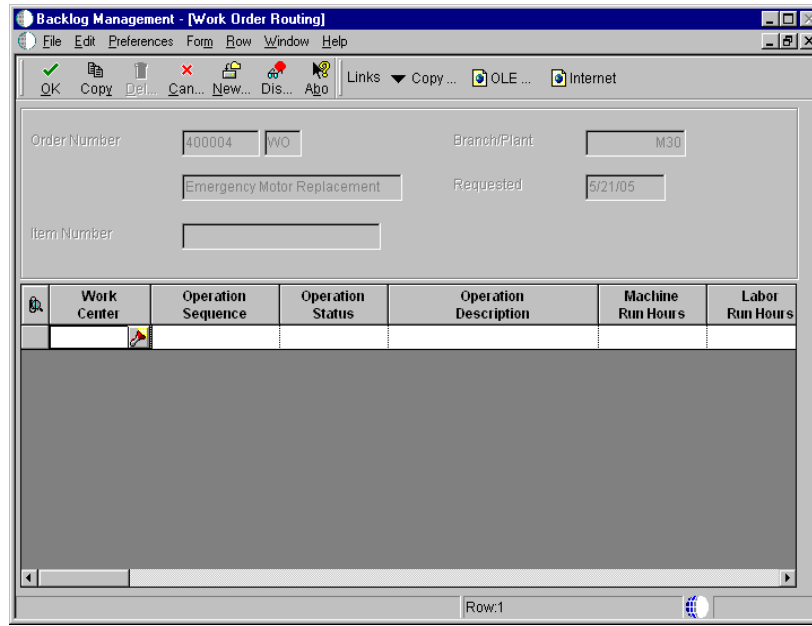 Backlog Management - [Work Order Routing]
File Edit Preferences Form Row Window Help
OK Copy Del... Can... New... Dis... Abo Links Copy ... OLE ... Internet
Order Number 400004 WO Branch/Plant M30
Emergency Motor Replacement Requested 5/21/05
Item Number
Work Center Operation Sequence Operation Status Operation Description Machine Run Hours Labor Run Hours
Row:1